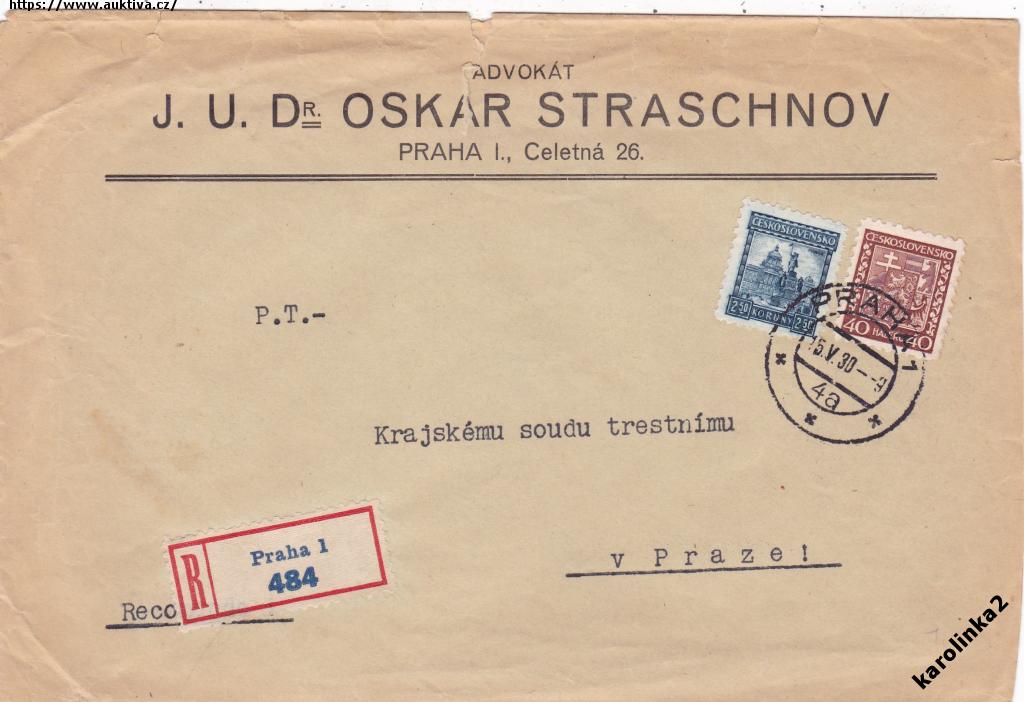 https://www.auktiva.cz/
ADVOKÁT
J. U. DR. OSKAR STRASCHNOV
PRAHA I., Celetná 26.
ČESKOSLOVENSKO
2·50 KORUNY 2·50
ČESKOSLOVENSKO
40 40
PRAHA 1
15.V.30
4a
P.T.-
Krajskému soudu trestnímu
v Praze!
R
Praha 1
484
Reco
karolinka2